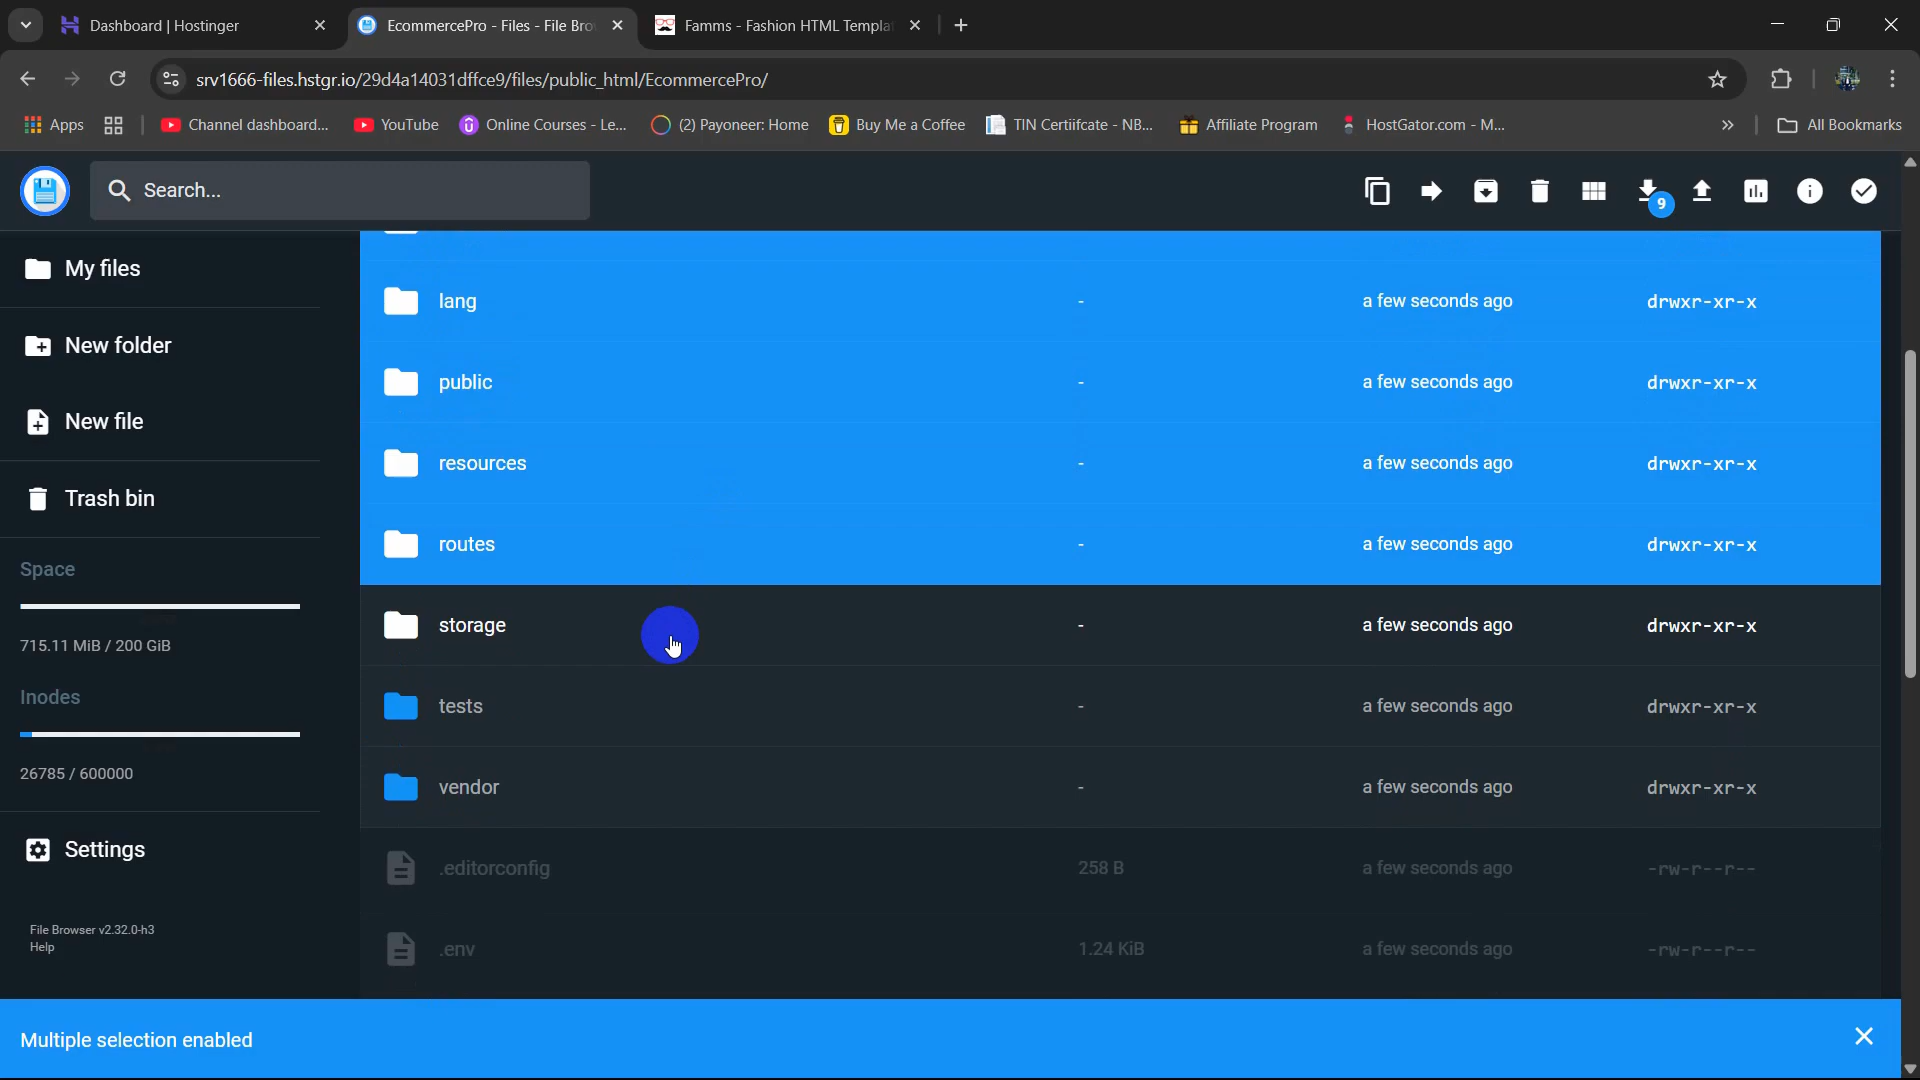 Dashboard | Hostinger
EcommercePro - Files - File Bro
Famms - Fashion HTML Templat
srv1666-files.hstgr.io/29d4a14031dffce9/files/public_html/EcommercePro/
Apps
Channel dashboard...
YouTube
Online Courses - Le...
(2) Payoneer: Home
Buy Me a Coffee
TIN Certiifcate - NB...
Affiliate Program
HostGator.com - M...
All Bookmarks
Search...
9
My files
New folder
New file
Trash bin
Space
715.11 MiB / 200 GiB
Inodes
26785 / 600000
Settings
File Browser v2.32.0-h3
Help
lang - a few seconds ago drwxr-xr-x
public - a few seconds ago drwxr-xr-x
resources - a few seconds ago drwxr-xr-x
routes - a few seconds ago drwxr-xr-x
storage - a few seconds ago drwxr-xr-x
tests - a few seconds ago drwxr-xr-x
vendor - a few seconds ago drwxr-xr-x
.editorconfig 258 B a few seconds ago -rw-r--r--
.env 1.24 KiB a few seconds ago -rw-r--r--
Multiple selection enabled